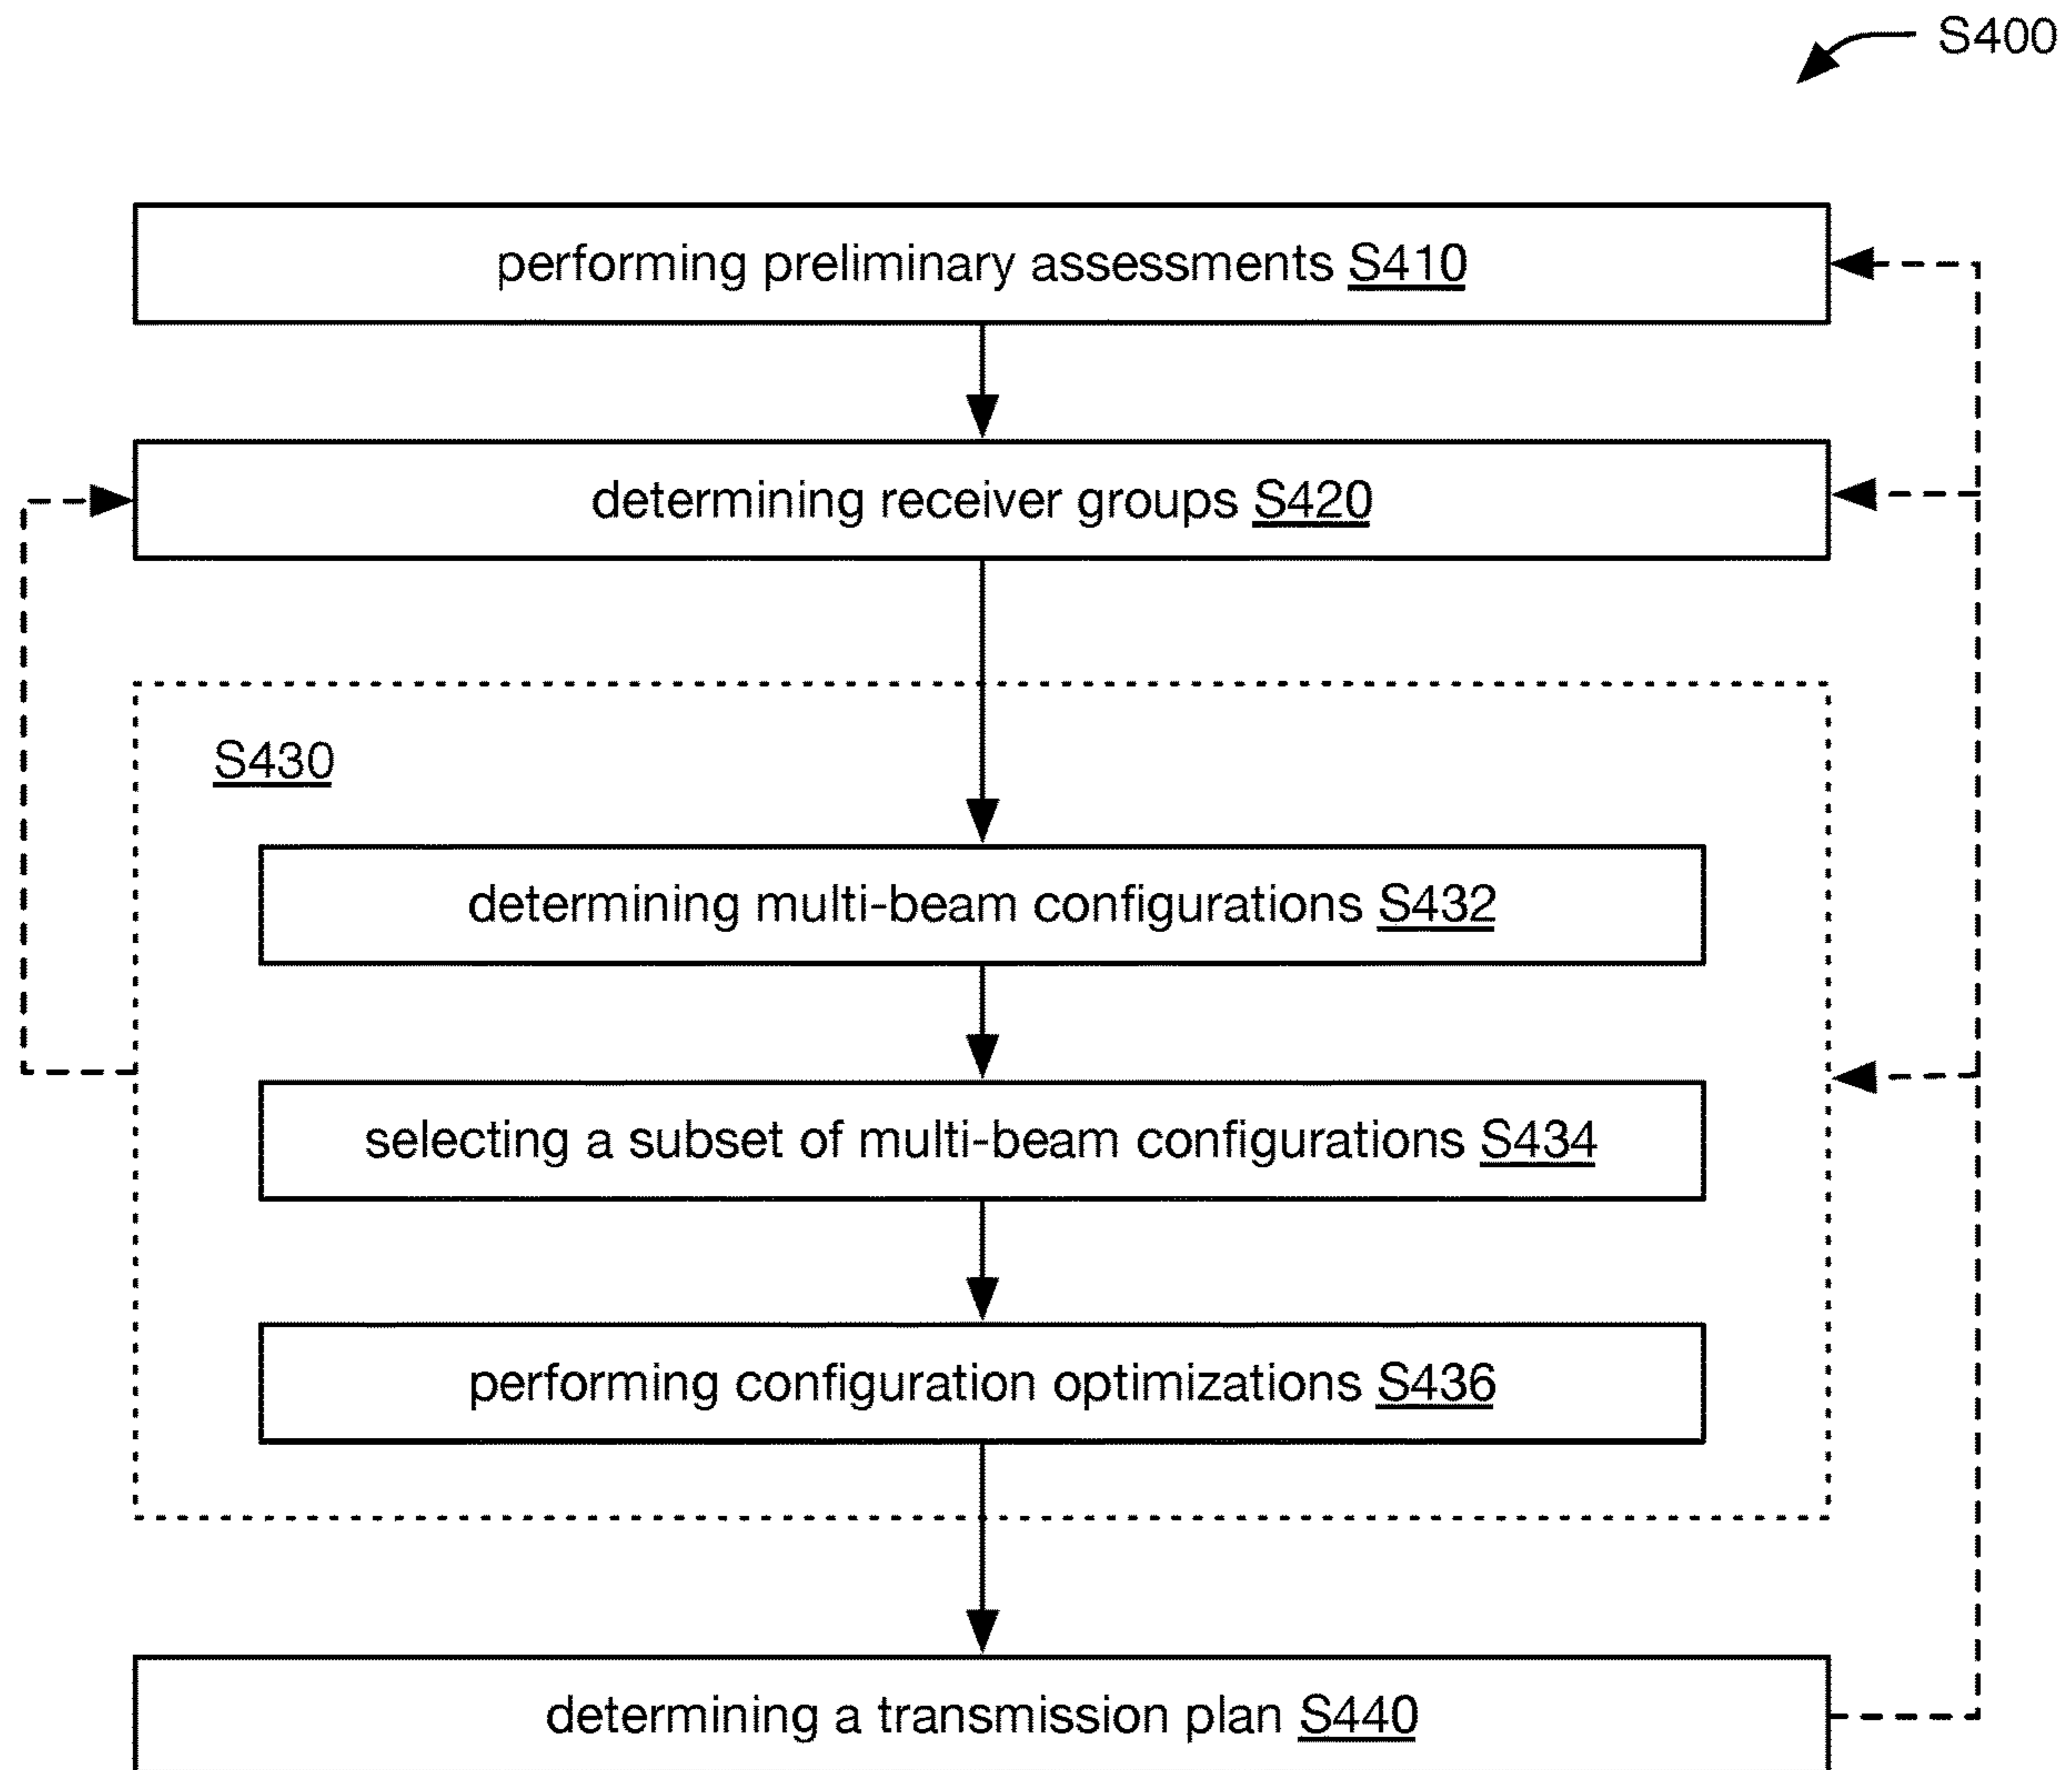 S400
performing preliminary assessments S410
determining receiver groups S420
S430
determining multi-beam configurations S432
selecting a subset of multi-beam configurations S434
performing configuration optimizations S436
determining a transmission plan S440